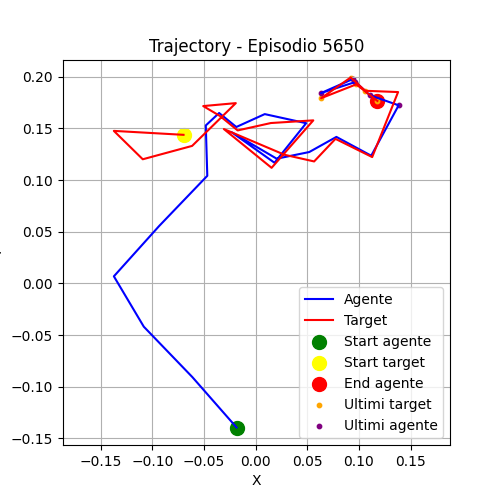 Trajectory - Episodio 5650
0.20
0.15
0.10
0.05
0.00
−0.05
−0.10
−0.15
Agente
Target
Start agente
Start target
End agente
Ultimi target
Ultimi agente
−0.15 −0.10 −0.05 0.00 0.05 0.10 0.15
X